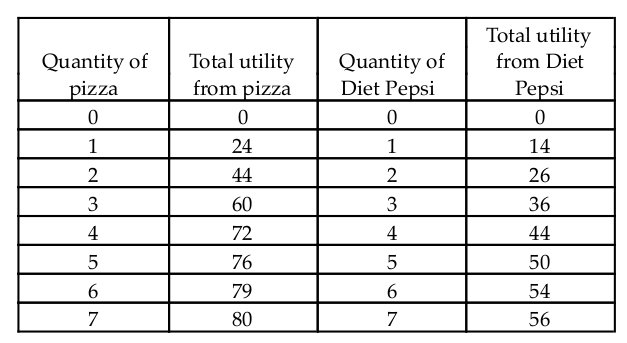 Quantity of pizza Total utility from pizza Quantity of Diet Pepsi Total utility from Diet Pepsi
0 0 0 0
1 24 1 14
2 44 2 26
3 60 3 36
4 72 4 44
5 76 5 50
6 79 6 54
7 80 7 56